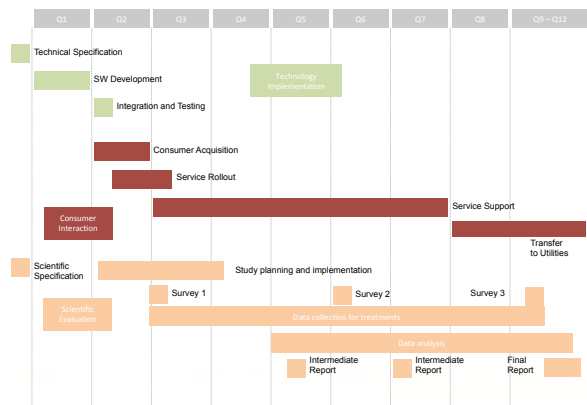 Q1 Q2 Q3 Q4 Q5 Q6 Q7 Q8 Q9 – Q12
Technical Specification
SW Development
Technology
Implementation
Integration and Testing
Consumer Acquisition
Service Rollout
Service Support
Consumer
Interaction
Transfer
to Utilities
Scientific
Specification
Study planning and implementation
Survey 1
Survey 2
Survey 3
Scientific
Evaluation
Data collection for treatments
Data analysis
Intermediate
Report
Intermediate
Report
Final
Report